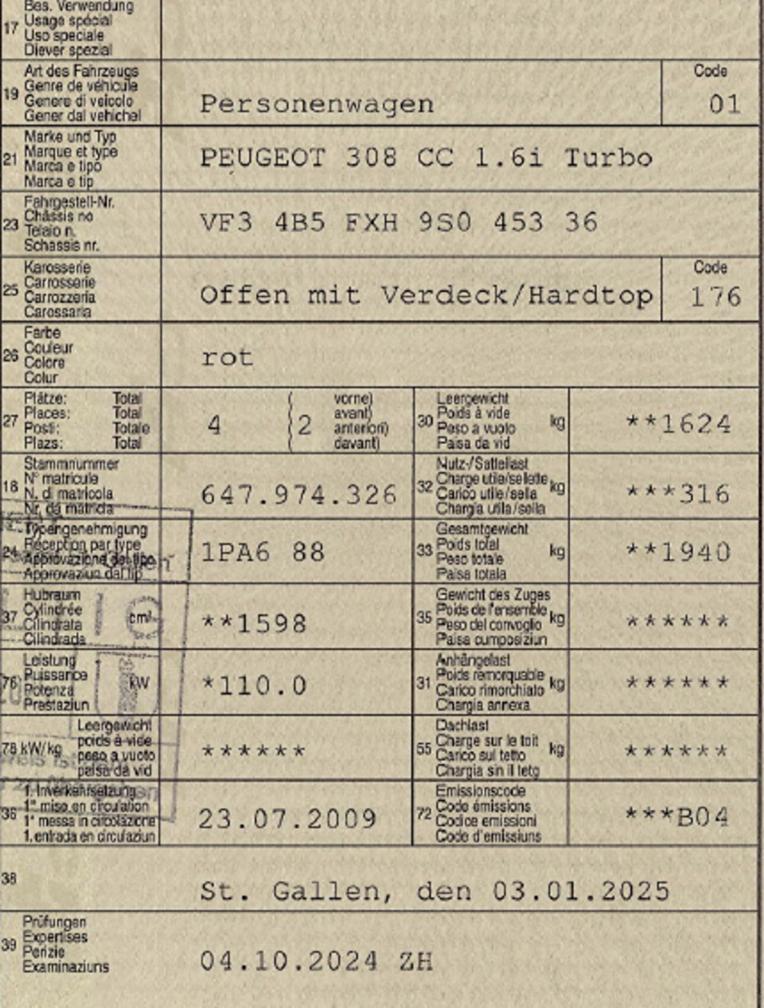 17 Bes. Verwendung
Usage spécial
Uso speciale
Diever spezial
19 Art des Fahrzeugs
Genre de véhicule
Genere di veicolo
Gener dal vehichel
Personenwagen
Code
01
21 Marke und Typ
Marque et type
Marca e tipo
Marca e tip
PEUGEOT 308 CC 1.6i Turbo
23 Fahrgestell-Nr.
Châssis no
Telaio n.
Schassis nr.
VF3 4B5 FXH 9S0 453 36
25 Karosserie
Carrosserie
Carrozzeria
Carossaria
Offen mit Verdeck/Hardtop
Code
176
26 Farbe
Couleur
Colore
Colur
rot
27 Plätze: Total
Places: Total
Posti: Totale
Plazs: Total
4
(2
vorne)
avant)
anteriori)
davant)
30 Leergewicht
Poids à vide
Peso a vuoto
Paisa da vid
kg
**1624
18 Stammnummer
N° matricule
N. di matricola
Nr. da matricla
647.974.326
32 Nutz-/Sattellast
Charge utile/sellette
Carico utile/sella
Chargia utila/sella
kg
***316
24 Typengenehmigung
Réception par type
Approvazione del tipo
Approvaziun dal tip
1PA6 88
33 Gesamtgewicht
Poids total
Peso totale
Paisa totala
kg
**1940
37 Hubraum
Cylindrée
Cilindrata
Cilindrada
cm³
**1598
35 Gewicht des Zuges
Poids de l'ensemble
Peso del convoglio
Paisa cumposiziun
kg
******
76 Leistung
Puissance
Potenza
Prestaziun
kW
*110.0
31 Anhängelast
Poids remorquable
Carico rimorchiato
Chargia annexa
kg
******
78 kW/kg
Leergewicht
poids à vide
peso a vuoto
paisa da vid
******
55 Dachlast
Charge sur le toit
Carico sul tetto
Chargia sin il tetg
kg
******
36 1. Inverkehrsetzung
1re mise en circulation
1a messa in circolazione
1. entrada en circulaziun
23.07.2009
72 Emissionscode
Code émissions
Codice emissioni
Code d'emissiuns
***B04
38
St. Gallen, den 03.01.2025
39 Prüfungen
Expertises
Perizie
Examinaziuns
04.10.2024 ZH